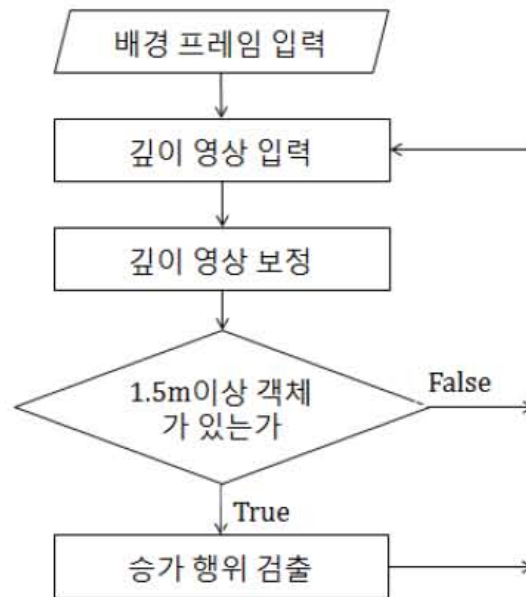 배경 프레임 입력
깊이 영상 입력
깊이 영상 보정
1.5m이상 객체
가 있는가
False
True
승가 행위 검출